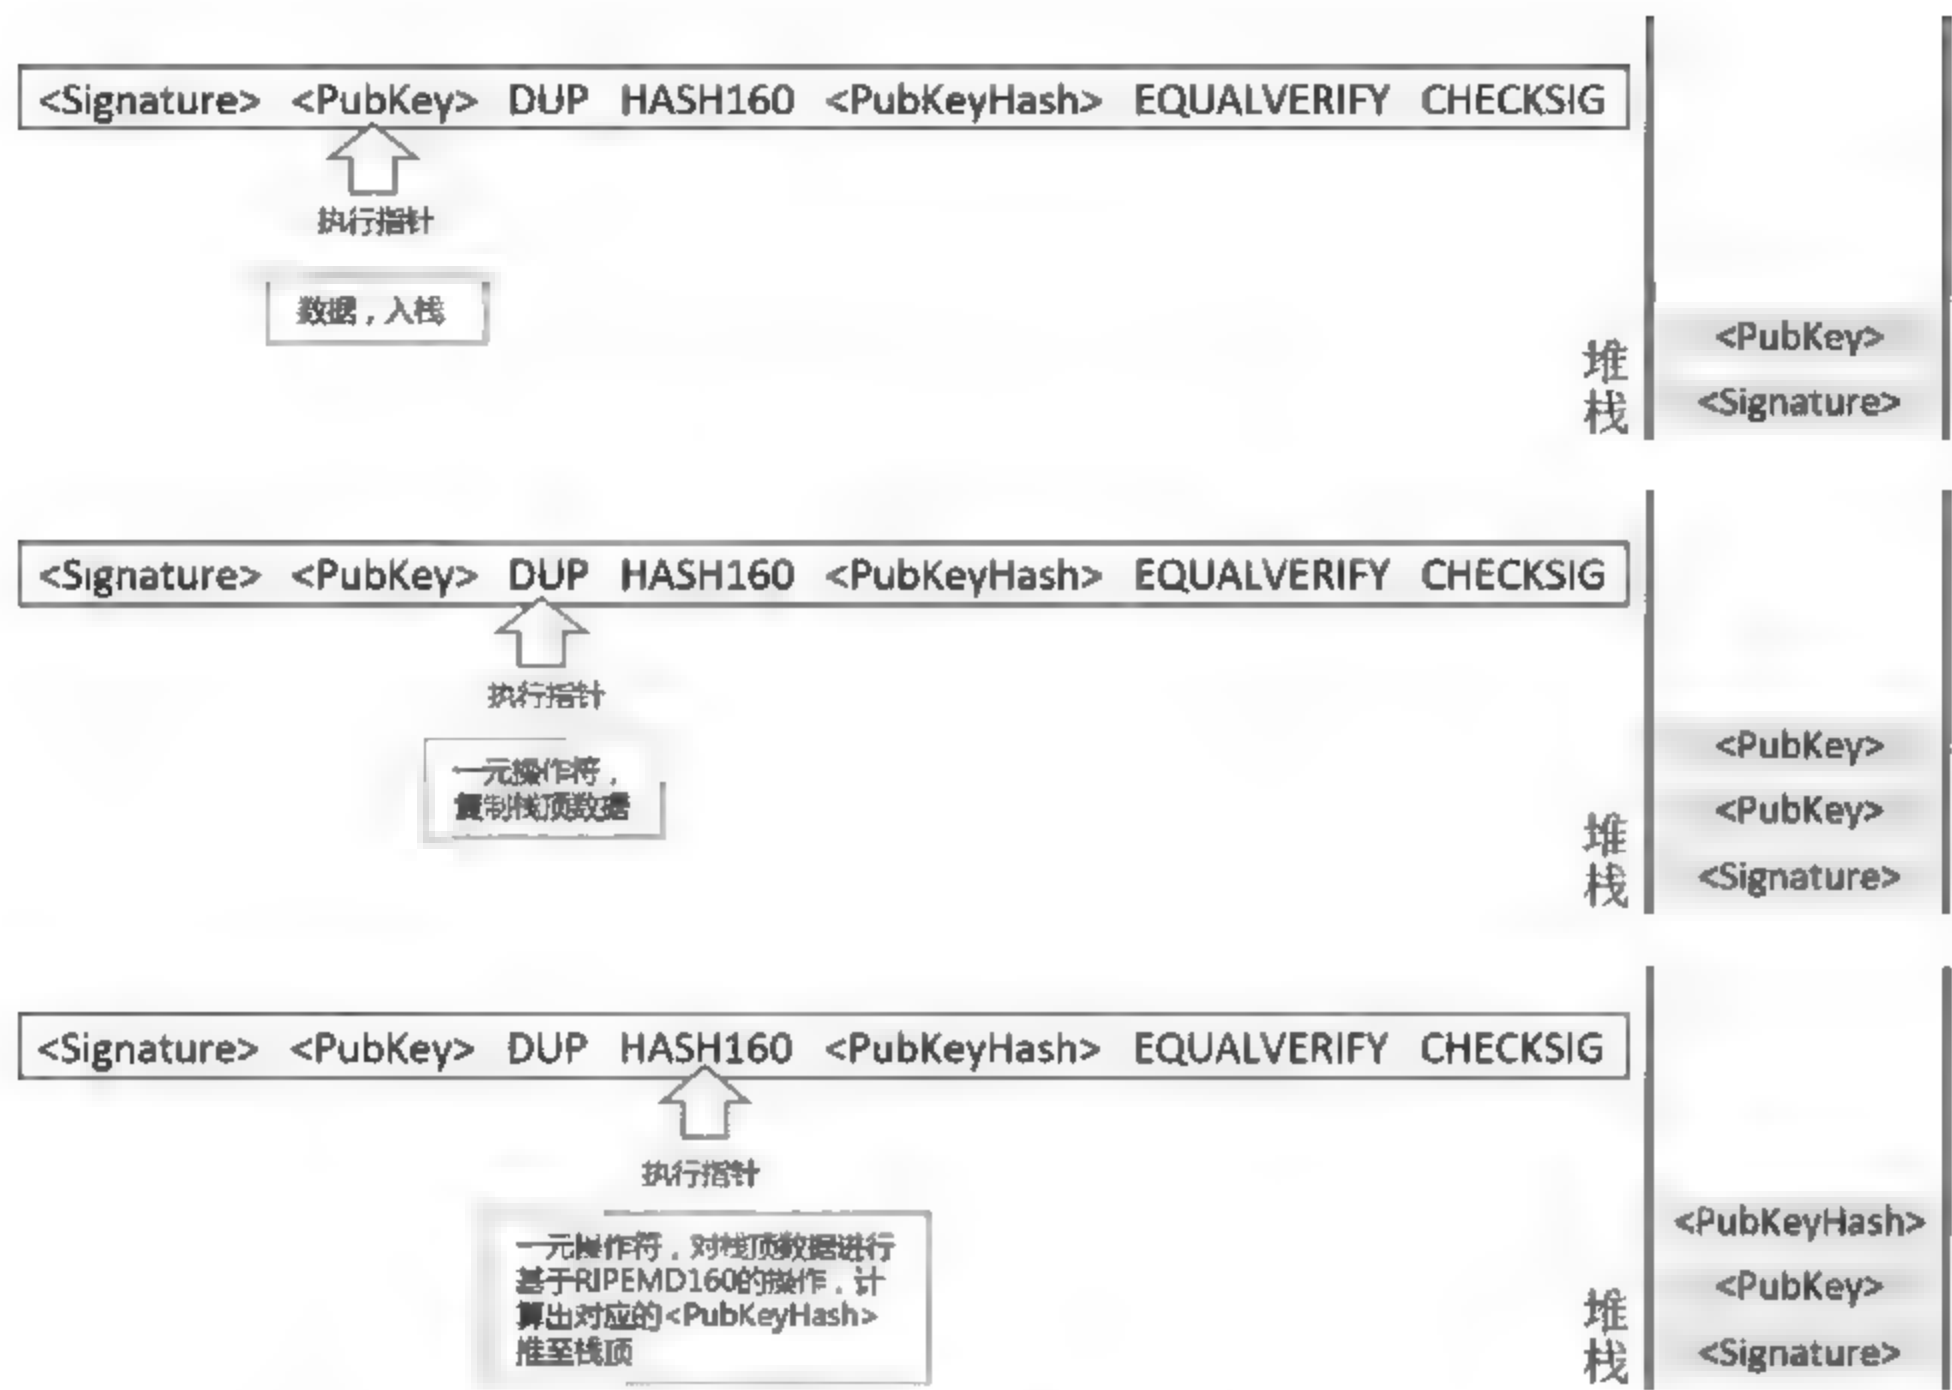 <Signature> <PubKey> DUP HASH160 <PubKeyHash> EQUALVERIFY CHECKSIG
执行指针
数据，入栈
堆栈
<PubKey>
<Signature>
<Signature> <PubKey> DUP HASH160 <PubKeyHash> EQUALVERIFY CHECKSIG
执行指针
一元操作符，
复制栈顶数据
堆栈
<PubKey>
<PubKey>
<Signature>
<Signature> <PubKey> DUP HASH160 <PubKeyHash> EQUALVERIFY CHECKSIG
执行指针
一元操作符，对栈顶数据进行
基于RIPEMD160的操作，计
算出对应的<PubKeyHash>
推至栈顶
堆栈
<PubKeyHash>
<PubKey>
<Signature>